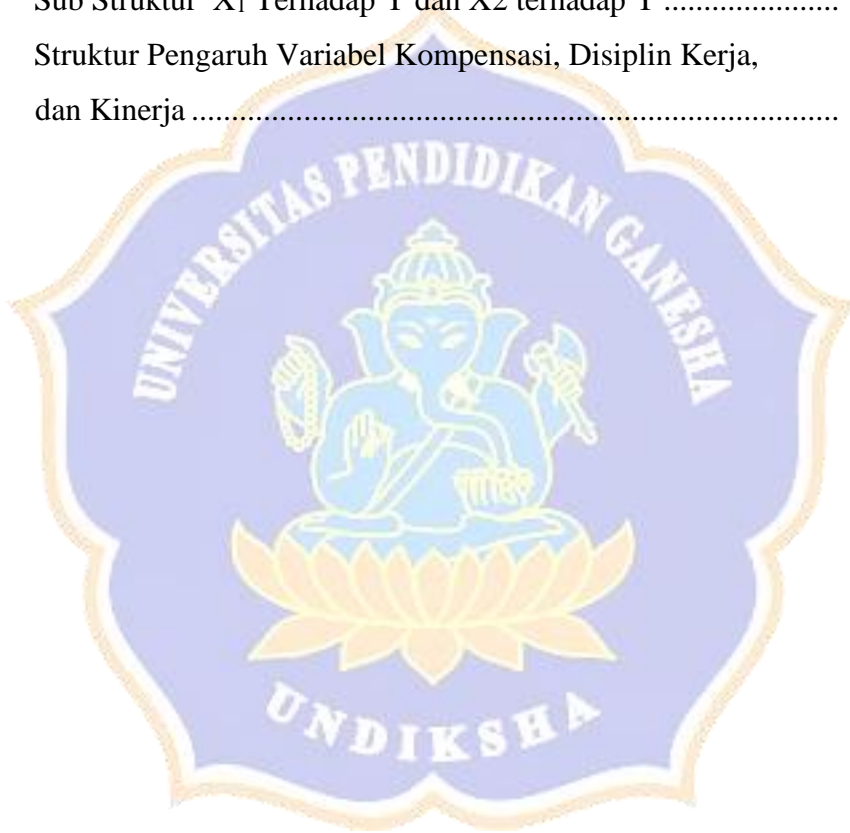 Sub Struktur X1 Terhadap Y dan X2 terhadap Y ......................
Struktur Pengaruh Variabel Kompensasi, Disiplin Kerja,
dan Kinerja .................................................................................
UNIVERSITAS PENDIDIKAN GANESHA
UNDIKSHA